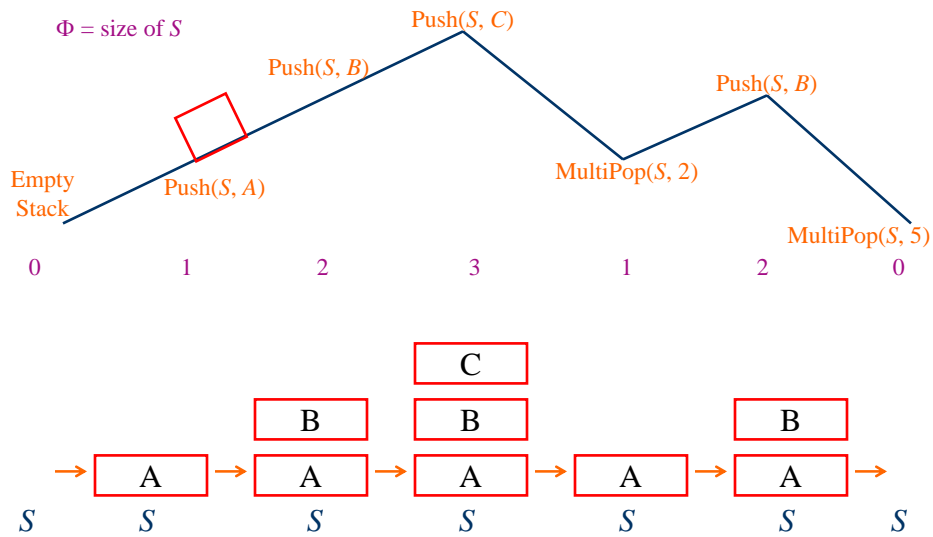 Φ = size of S
Push(S, C)
Push(S, B)
Push(S, B)
Empty
Stack
Push(S, A)
MultiPop(S, 2)
MultiPop(S, 5)
0 1 2 3 1 2 0
C
B B B
A A A A A
S S S S S S S